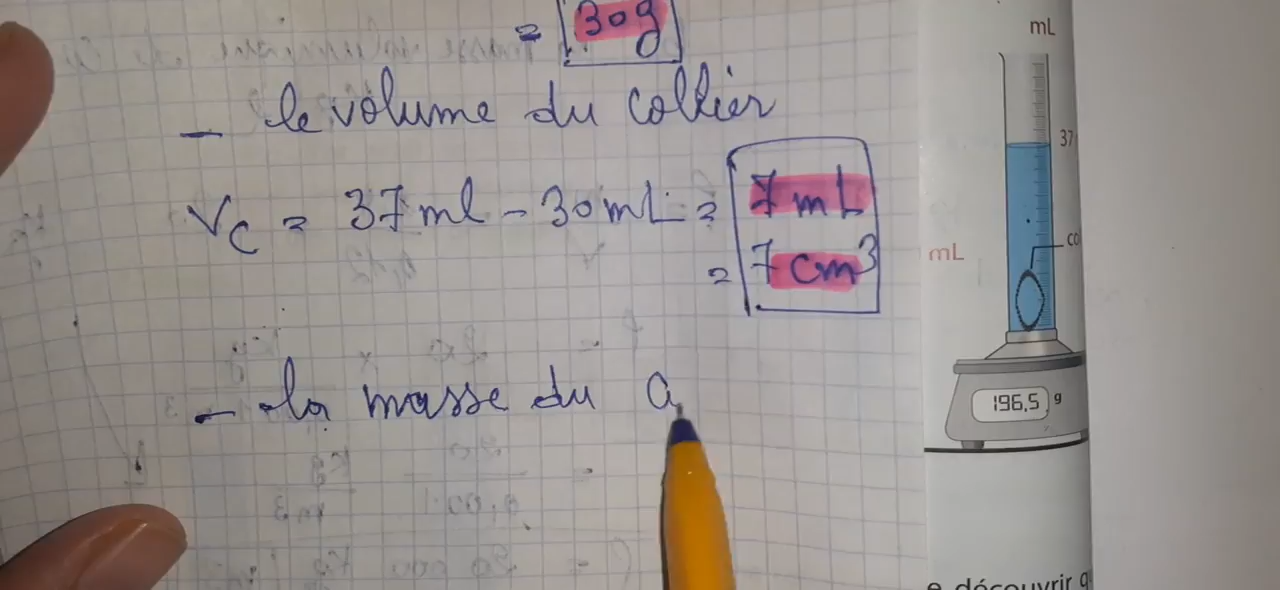 = 30g
- le volume du collier
Vc = 37 ml - 30 mL = 7 mL
= 7 cm³
- la masse du c
mL
37
mL
co
196,5 g
découvrir q